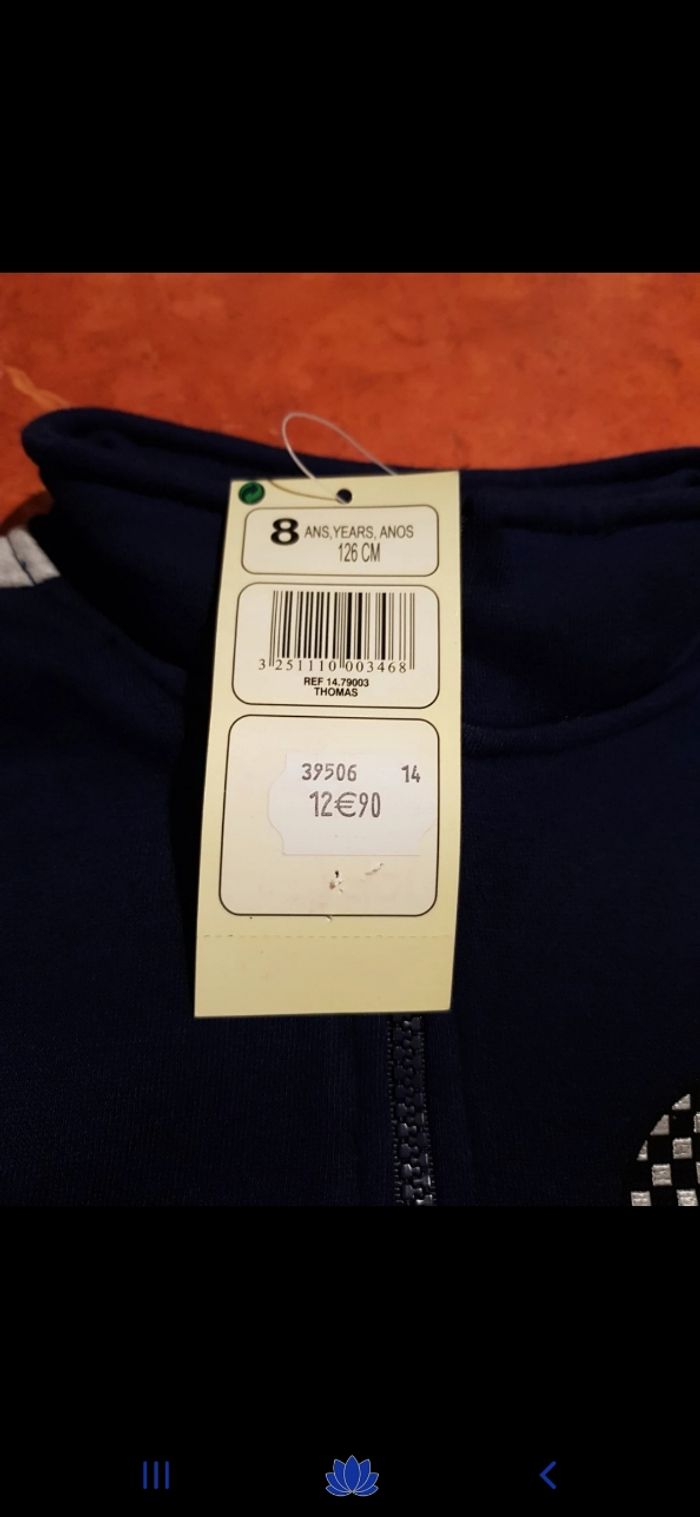 8 ANS,YEARS, ANOS
126 CM
3 251110 003468
REF 14.79003
THOMAS
39506 14
12€90